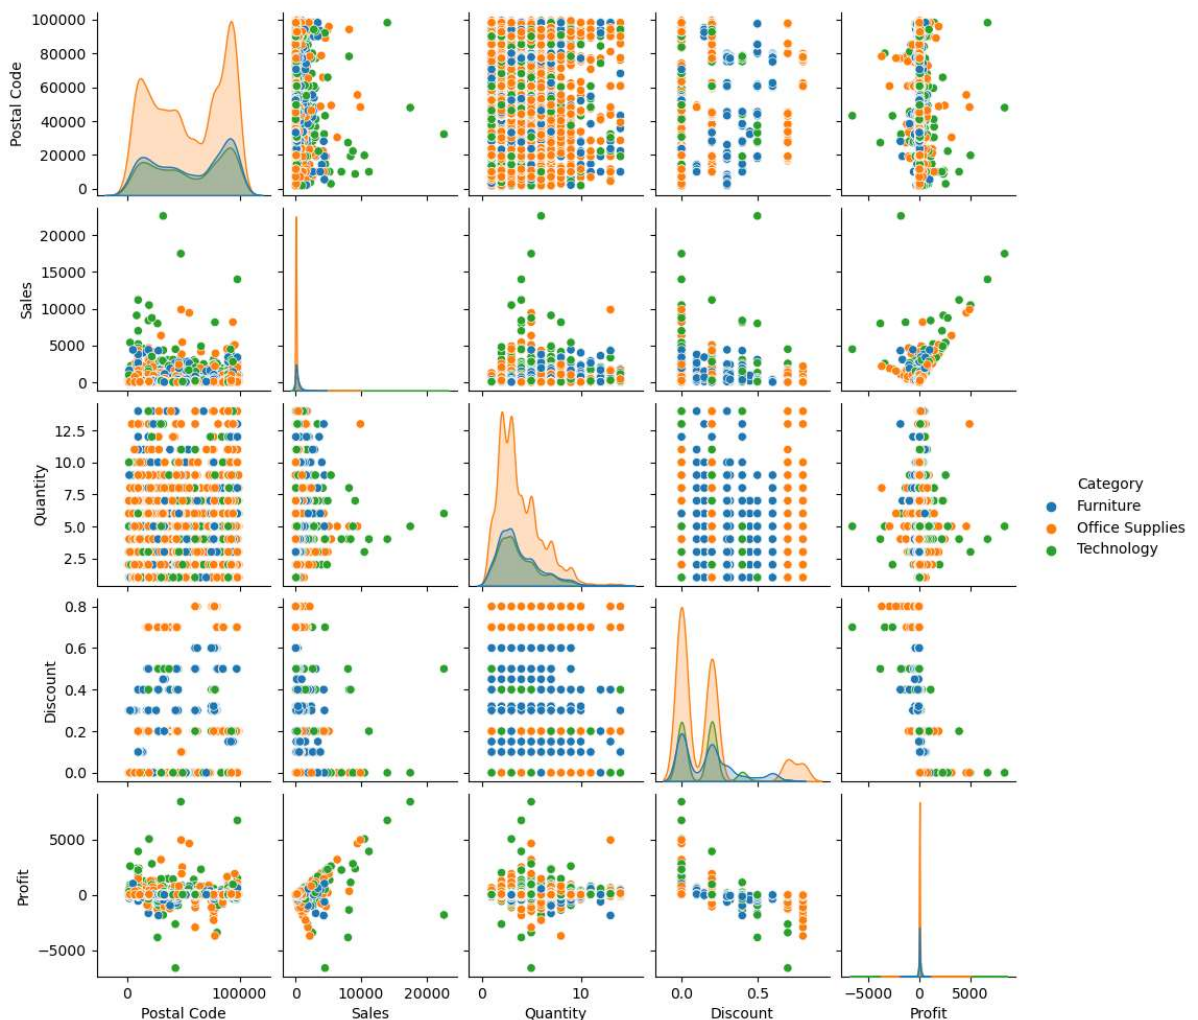 100000
80000
60000
40000
20000
0
Postal Code
20000
15000
10000
5000
0
Sales
12.5
10.0
7.5
5.0
2.5
Quantity
Category
Furniture
Office Supplies
Technology
0.8
0.6
0.4
0.2
0.0
Discount
5000
0
−5000
Profit
0 100000 0 10000 20000 0 10 0.0 0.5 −5000 0 5000
Postal Code Sales Quantity Discount Profit